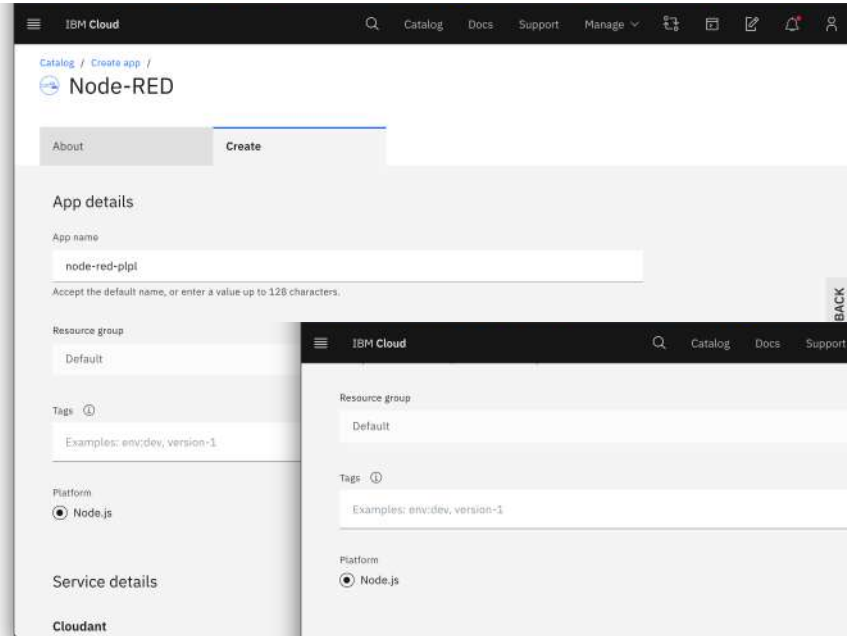 IBM Cloud
Catalog Docs Support Manage
Catalog / Create app /
Node-RED
About Create
App details
App name
node-red-plpl
Accept the default name, or enter a value up to 128 characters.
BACK
Resource group
Default
Tags
Examples: env:dev, version-1
Platform
Node.js
Service details
Cloudant
IBM Cloud
Catalog Docs Support
Resource group
Default
Tags
Examples: env:dev, version-1
Platform
Node.js